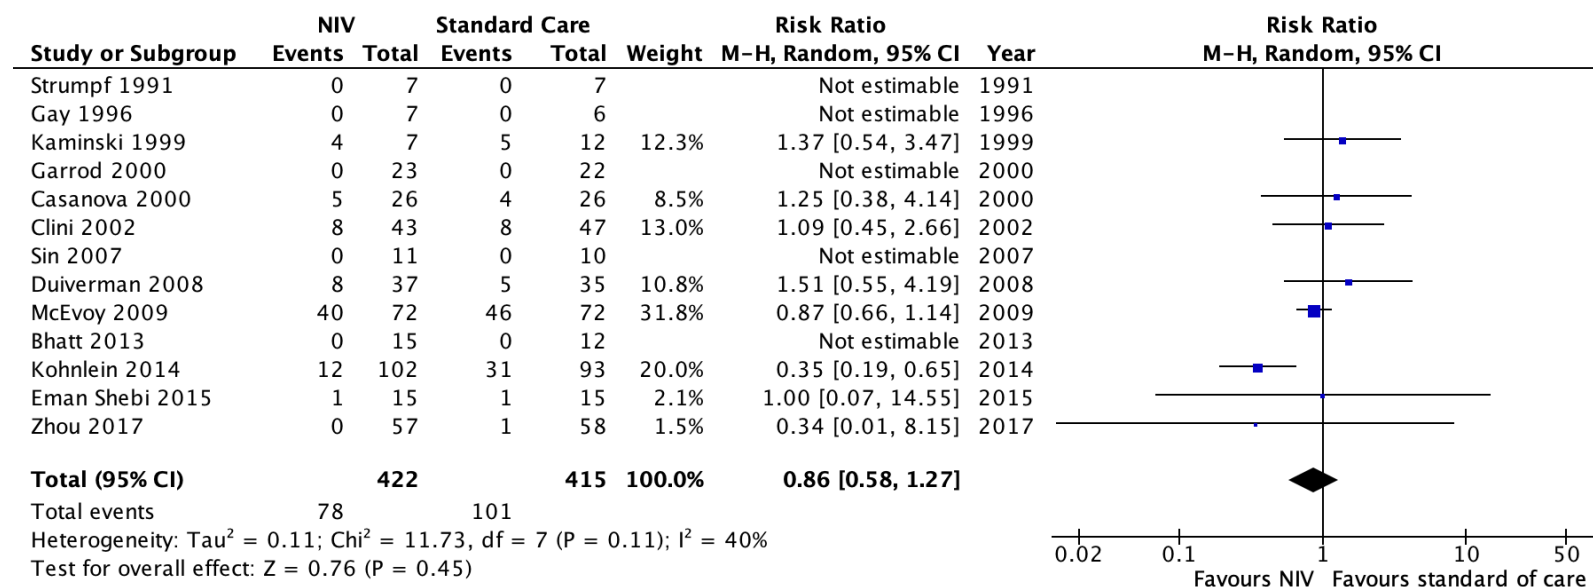 NIV Standard Care Risk Ratio Risk Ratio
Study or Subgroup Events Total Events Total Weight M-H, Random, 95% CI Year M-H, Random, 95% CI
Strumpf 1991 0 7 0 7 Not estimable 1991
Gay 1996 0 7 0 6 Not estimable 1996
Kaminski 1999 4 7 5 12 12.3% 1.37 [0.54, 3.47] 1999
Garrod 2000 0 23 0 22 Not estimable 2000
Casanova 2000 5 26 4 26 8.5% 1.25 [0.38, 4.14] 2000
Clini 2002 8 43 8 47 13.0% 1.09 [0.45, 2.66] 2002
Sin 2007 0 11 0 10 Not estimable 2007
Duiverman 2008 8 37 5 35 10.8% 1.51 [0.55, 4.19] 2008
McEvoy 2009 40 72 46 72 31.8% 0.87 [0.66, 1.14] 2009
Bhatt 2013 0 15 0 12 Not estimable 2013
Kohnlein 2014 12 102 31 93 20.0% 0.35 [0.19, 0.65] 2014
Eman Shebi 2015 1 15 1 15 2.1% 1.00 [0.07, 14.55] 2015
Zhou 2017 0 57 1 58 1.5% 0.34 [0.01, 8.15] 2017
Total (95% CI) 422 415 100.0% 0.86 [0.58, 1.27]
Total events 78 101
Heterogeneity: Tau² = 0.11; Chi² = 11.73, df = 7 (P = 0.11); I² = 40%
Test for overall effect: Z = 0.76 (P = 0.45)
0.02 0.1 1 10 50
Favours NIV Favours standard of care